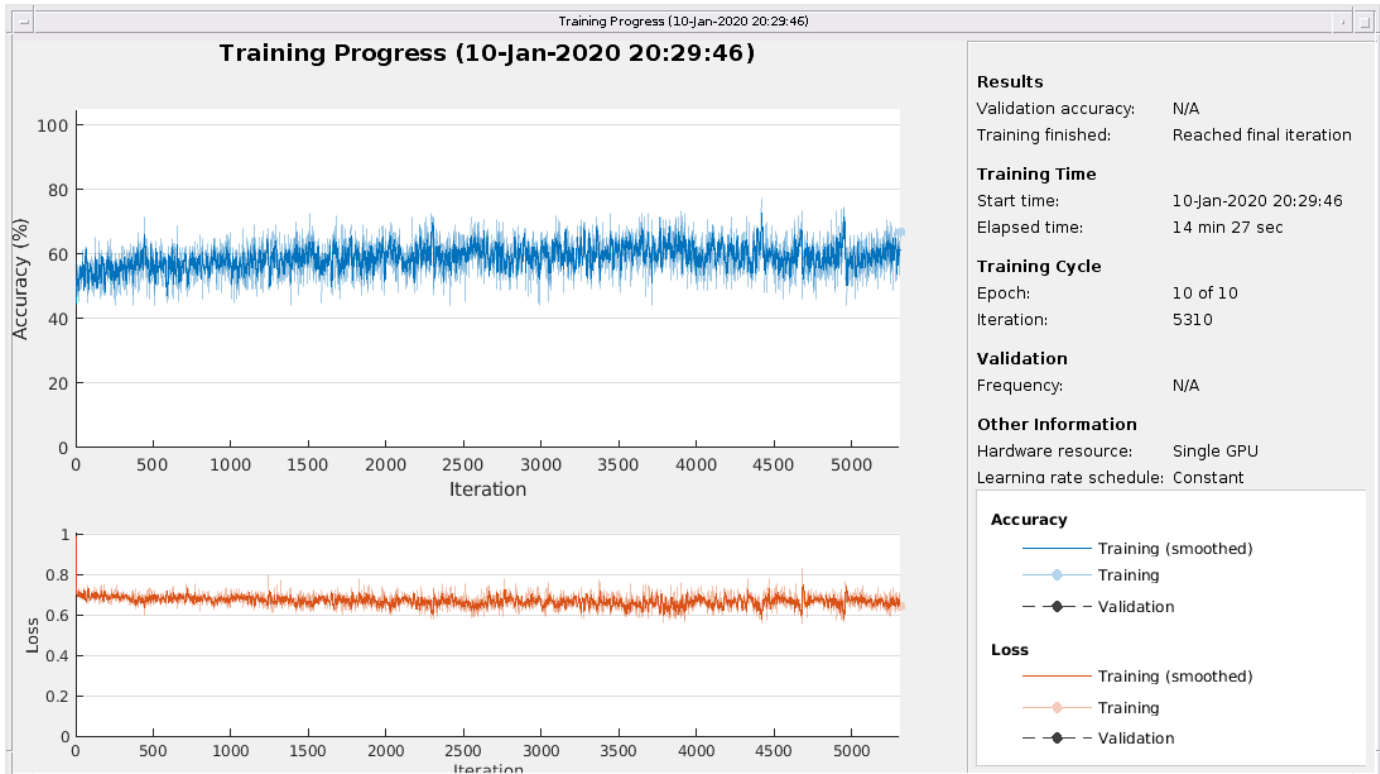 Training Progress (10-Jan-2020 20:29:46)
Training Progress (10-Jan-2020 20:29:46)
100
80
60
40
20
0
Accuracy (%)
0 500 1000 1500 2000 2500 3000 3500 4000 4500 5000
Iteration
1
0.8
0.6
0.4
0.2
0
Loss
0 500 1000 1500 2000 2500 3000 3500 4000 4500 5000
Iteration
Results
Validation accuracy: N/A
Training finished: Reached final iteration
Training Time
Start time: 10-Jan-2020 20:29:46
Elapsed time: 14 min 27 sec
Training Cycle
Epoch: 10 of 10
Iteration: 5310
Validation
Frequency: N/A
Other Information
Hardware resource: Single GPU
Learning rate schedule: Constant
Accuracy
Training (smoothed)
Training
Validation
Loss
Training (smoothed)
Training
Validation